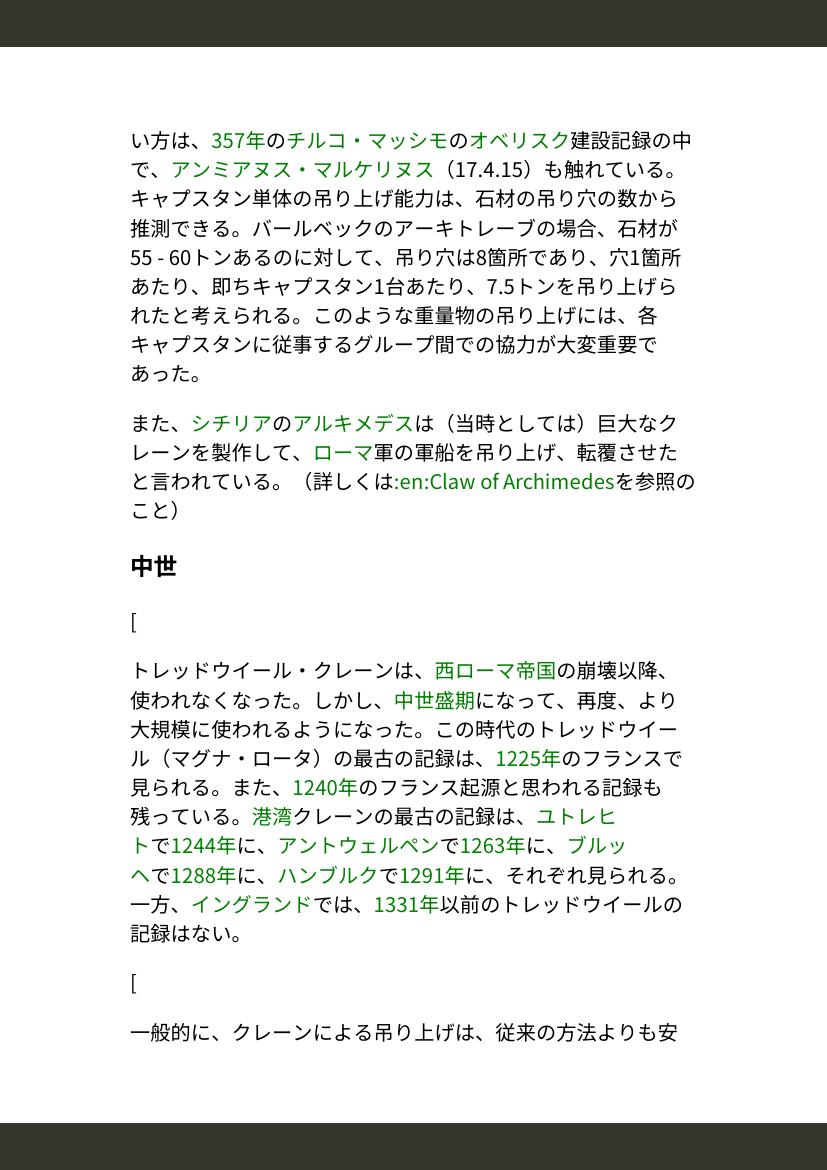 い方は、357年のチルコ・マッシモのオベリスク建設記録の中
で、アンミアヌス・マルケリヌス（17.4.15）も触れている。
キャプスタン単体の吊り上げ能力は、石材の吊り穴の数から
推測できる。バールベックのアーキトレーブの場合、石材が
55 - 60トンあるのに対して、吊り穴は8箇所であり、穴1箇所
あたり、即ちキャプスタン1台あたり、7.5トンを吊り上げら
れたと考えられる。このような重量物の吊り上げには、各
キャプスタンに従事するグループ間での協力が大変重要で
あった。
また、シチリアのアルキメデスは（当時としては）巨大なク
レーンを製作して、ローマ軍の軍船を吊り上げ、転覆させた
と言われている。（詳しくは:en:Claw of Archimedesを参照の
こと）
中世
[
トレッドウイール・クレーンは、西ローマ帝国の崩壊以降、
使われなくなった。しかし、中世盛期になって、再度、より
大規模に使われるようになった。この時代のトレッドウイー
ル（マグナ・ロータ）の最古の記録は、1225年のフランスで
見られる。また、1240年のフランス起源と思われる記録も
残っている。港湾クレーンの最古の記録は、ユトレヒ
トで1244年に、アントウェルペンで1263年に、ブルッ
ヘで1288年に、ハンブルクで1291年に、それぞれ見られる。
一方、イングランドでは、1331年以前のトレッドウイールの
記録はない。
[
一般的に、クレーンによる吊り上げは、従来の方法よりも安